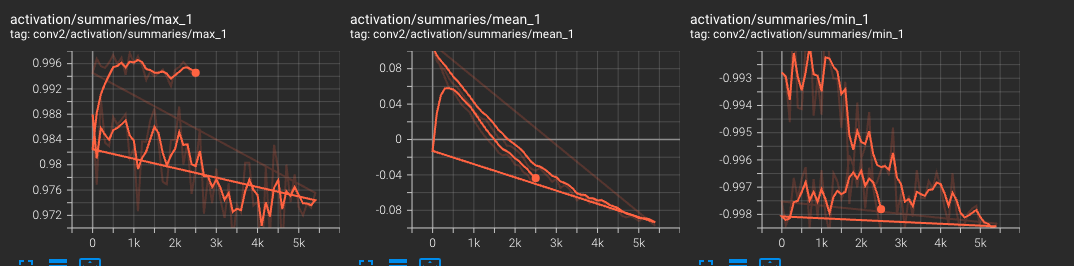 activation/summaries/max_1
tag: conv2/activation/summaries/max_1
0.996
0.992
0.988
0.984
0.98
0.976
0.972
0 1k 2k 3k 4k 5k
activation/summaries/mean_1
tag: conv2/activation/summaries/mean_1
0.08
0.04
0
-0.04
-0.08
0 1k 2k 3k 4k 5k
activation/summaries/min_1
tag: conv2/activation/summaries/min_1
-0.993
-0.994
-0.995
-0.996
-0.997
-0.998
0 1k 2k 3k 4k 5k